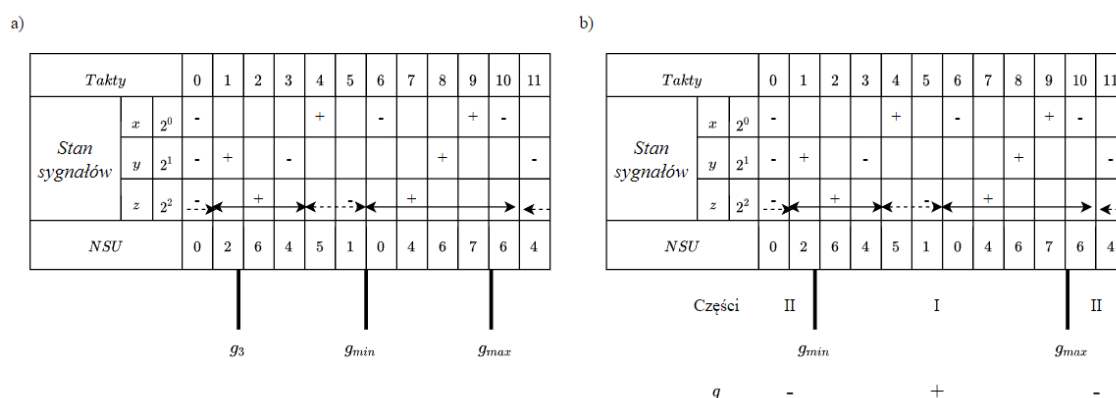 a)
Takty 0 1 2 3 4 5 6 7 8 9 10 11
Stan sygnałów
x 2⁰ - + - + -
y 2¹ - + - + -
z 2² - + - +
NSU 0 2 6 4 5 1 0 4 6 7 6 4
g₃ gₘᵢₙ gₘₐₓ
b)
Takty 0 1 2 3 4 5 6 7 8 9 10 11
Stan sygnałów
x 2⁰ - + - + -
y 2¹ - + - + -
z 2² - + - + -
NSU 0 2 6 4 5 1 0 4 6 7 6 4
Części II I II
gₘᵢₙ gₘₐₓ
q - + -